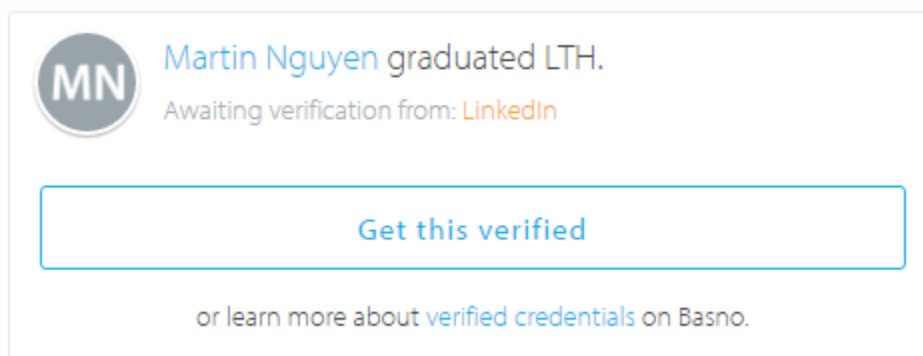 MN
Martin Nguyen graduated LTH.
Awaiting verification from: LinkedIn
Get this verified
or learn more about verified credentials on Basno.